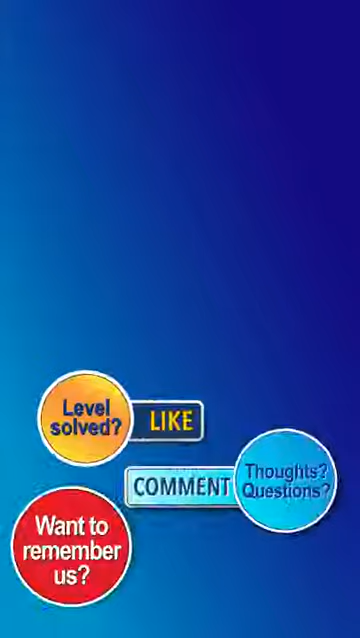 Level
solved?
LIKE
Thoughts?
Questions?
COMMENT
Want to
remember
us?